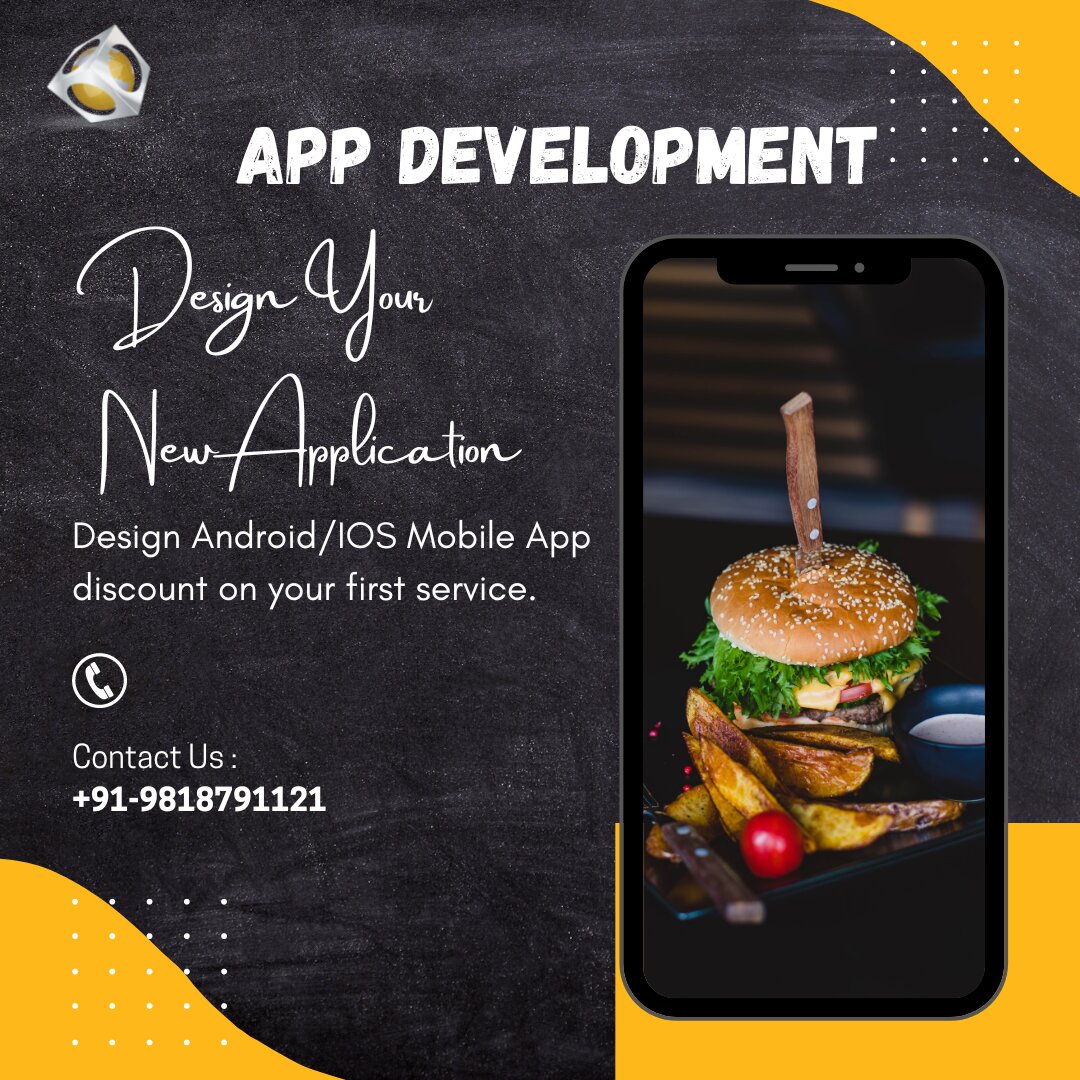 APP DEVELOPMENT
Design Your
New Application
Design Android/IOS Mobile App
discount on your first service.
Contact Us :
+91-9818791121